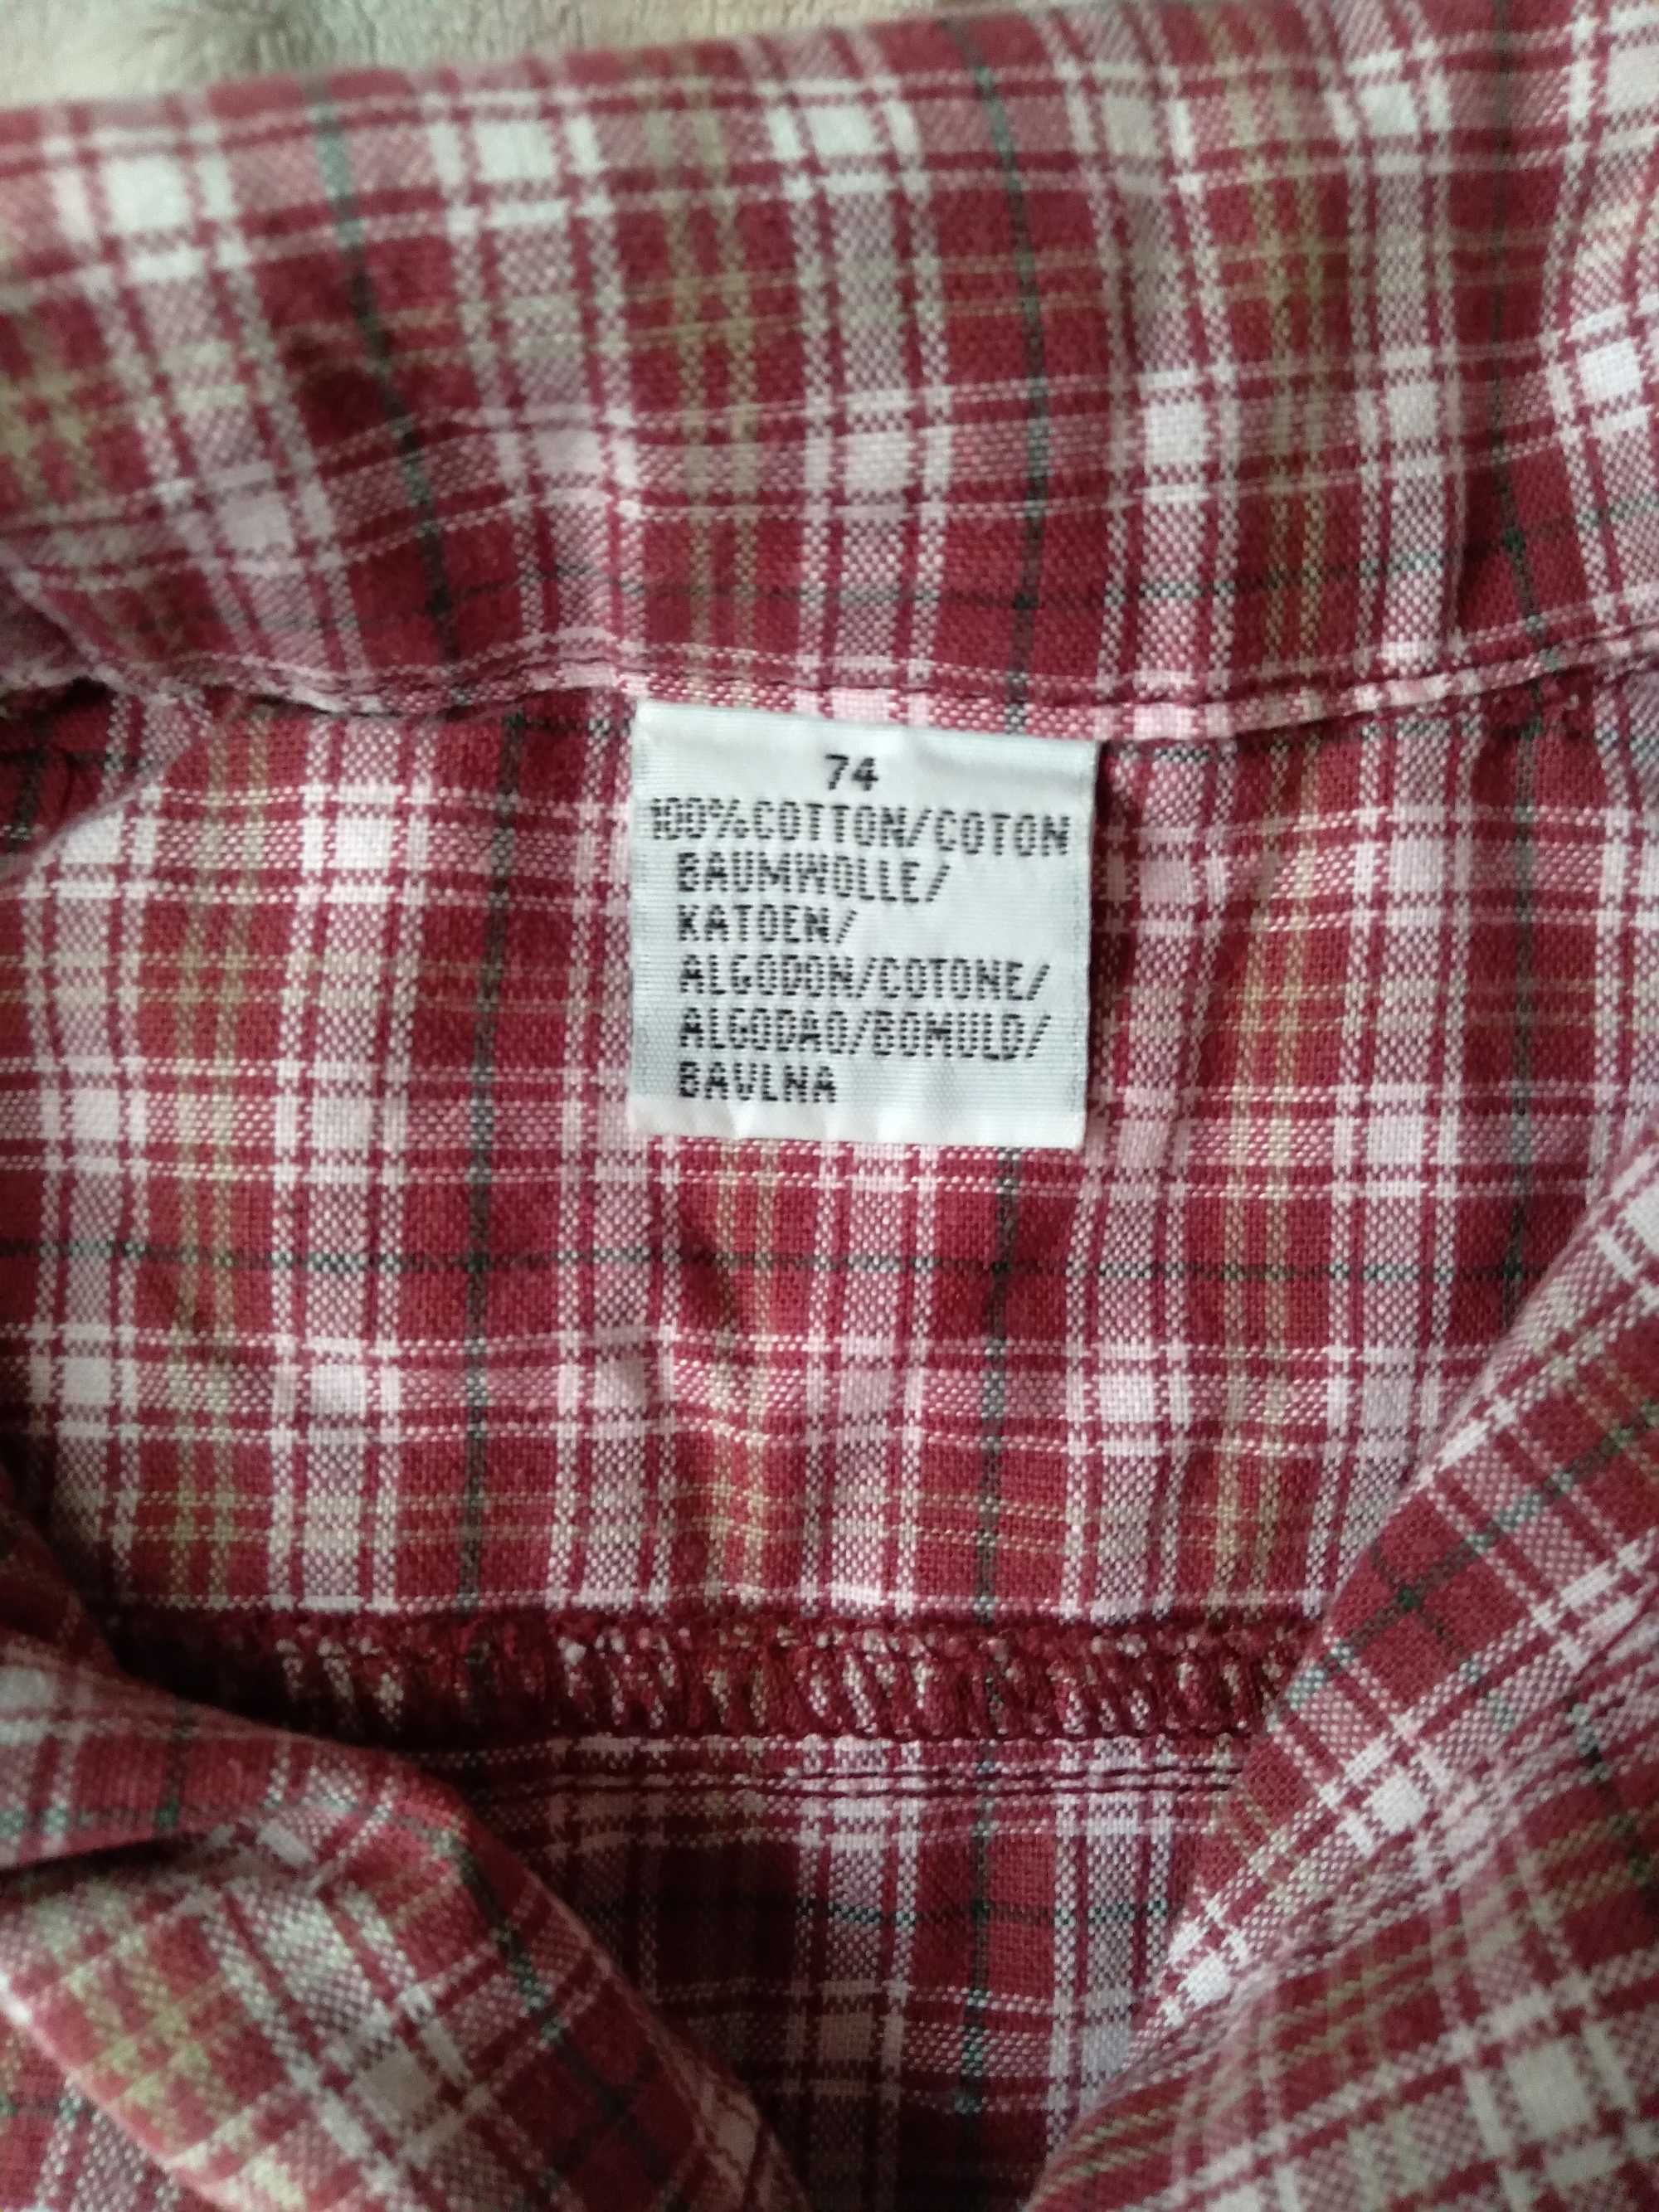 74
100%COTTON/COTON
BAUMWOLLE/
KATOEN/
ALGODON/COTONE/
ALGODAO/BOMULD/
BAVLNA